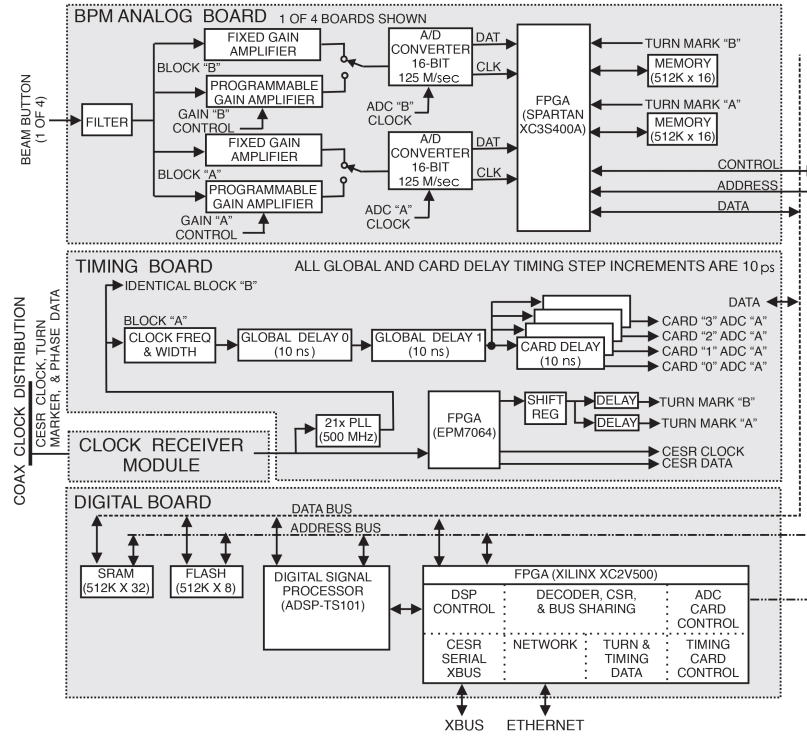 BPM ANALOG BOARD 1 OF 4 BOARDS SHOWN
FIXED GAIN
AMPLIFIER
BLOCK "B"
PROGRAMMABLE
GAIN AMPLIFIER
GAIN "B"
CONTROL
A/D
CONVERTER
16-BIT
125 M/sec
DAT
CLK
ADC "B"
CLOCK
BEAM BUTTON
(1 OF 4)
FILTER
FIXED GAIN
AMPLIFIER
BLOCK "A"
PROGRAMMABLE
GAIN AMPLIFIER
GAIN "A"
CONTROL
A/D
CONVERTER
16-BIT
125 M/sec
DAT
CLK
ADC "A"
CLOCK
FPGA
(SPARTAN
XC3S400A)
TURN MARK "B"
MEMORY
(512K x 16)
TURN MARK "A"
MEMORY
(512K x 16)
CONTROL
ADDRESS
DATA
TIMING BOARD
ALL GLOBAL AND CARD DELAY TIMING STEP INCREMENTS ARE 10 ps
IDENTICAL BLOCK "B"
BLOCK "A"
CLOCK FREQ
& WIDTH
GLOBAL DELAY 0
(10 ns)
GLOBAL DELAY 1
(10 ns)
CARD DELAY
(10 ns)
DATA
CARD "3" ADC "A"
CARD "2" ADC "A"
CARD "1" ADC "A"
CARD "0" ADC "A"
COAX CLOCK DISTRIBUTION
CESR CLOCK, TURN
MARKER, & PHASE DATA
21x PLL
(500 MHz)
FPGA
(EPM7064)
SHIFT
REG
DELAY
TURN MARK "B"
DELAY
TURN MARK "A"
CESR CLOCK
CESR DATA
CLOCK RECEIVER
MODULE
DIGITAL BOARD
DATA BUS
ADDRESS BUS
SRAM
(512K X 32)
FLASH
(512K X 8)
DIGITAL SIGNAL
PROCESSOR
(ADSP-TS101)
FPGA (XILINX XC2V500)
DSP
CONTROL
DECODER, CSR,
& BUS SHARING
ADC
CARD
CONTROL
CESR
SERIAL
XBUS
NETWORK
TURN &
TIMING
DATA
TIMING
CARD
CONTROL
XBUS
ETHERNET